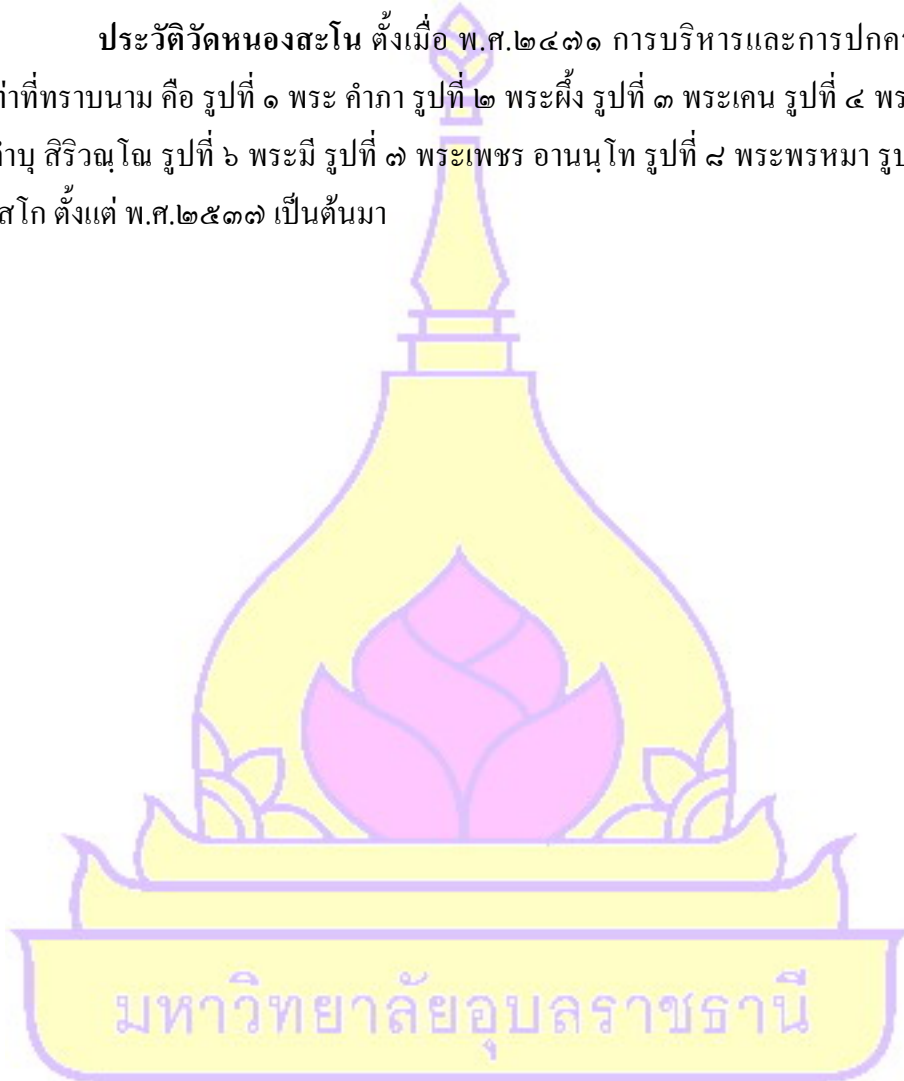 ประวัติวัดหนองสะโน ตั้งเมื่อ พ.ศ.๒๔๗๑ การบริหารและการปกคร
ท่าที่ทราบนาม คือ รูปที่ ๑ พระ คำภา รูปที่ ๒ พระผึ้ง รูปที่ ๓ พระเคน รูปที่ ๔ พร
คำบุ สิริวณฺโณ รูปที่ ๖ พระมี รูปที่ ๗ พระเพชร อานนฺโท รูปที่ ๘ พระพรหมา รูป
สโก ตั้งแต่ พ.ศ.๒๕๓๗ เป็นต้นมา
มหาวิทยาลัยอุบลราชธานี